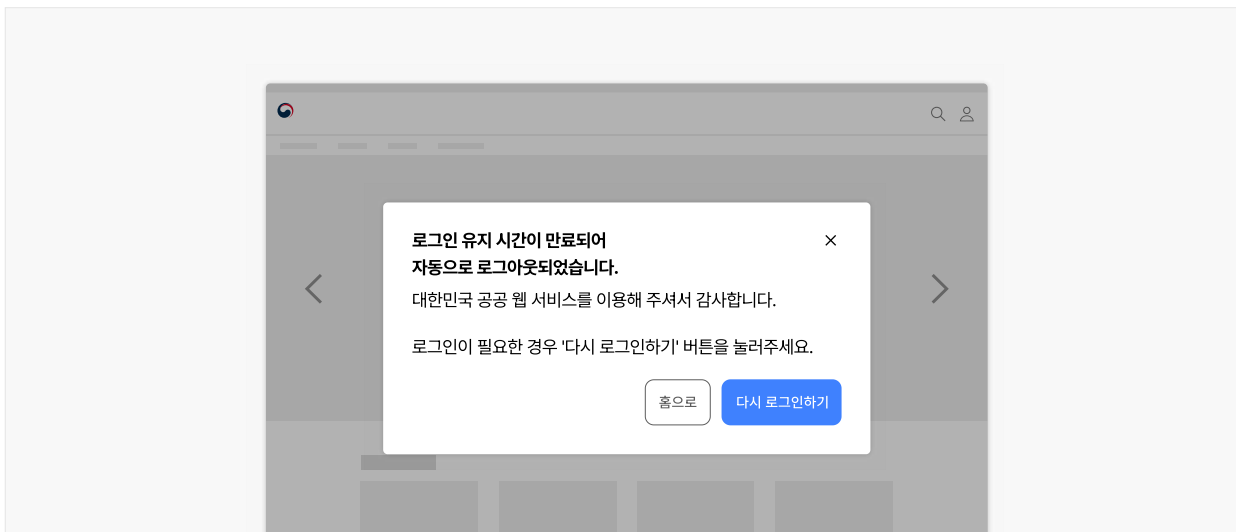 로그인 유지 시간이 만료되어
자동으로 로그아웃되었습니다.
대한민국 공공 웹 서비스를 이용해 주셔서 감사합니다.
로그인이 필요한 경우 '다시 로그인하기' 버튼을 눌러주세요.
홈으로
다시 로그인하기